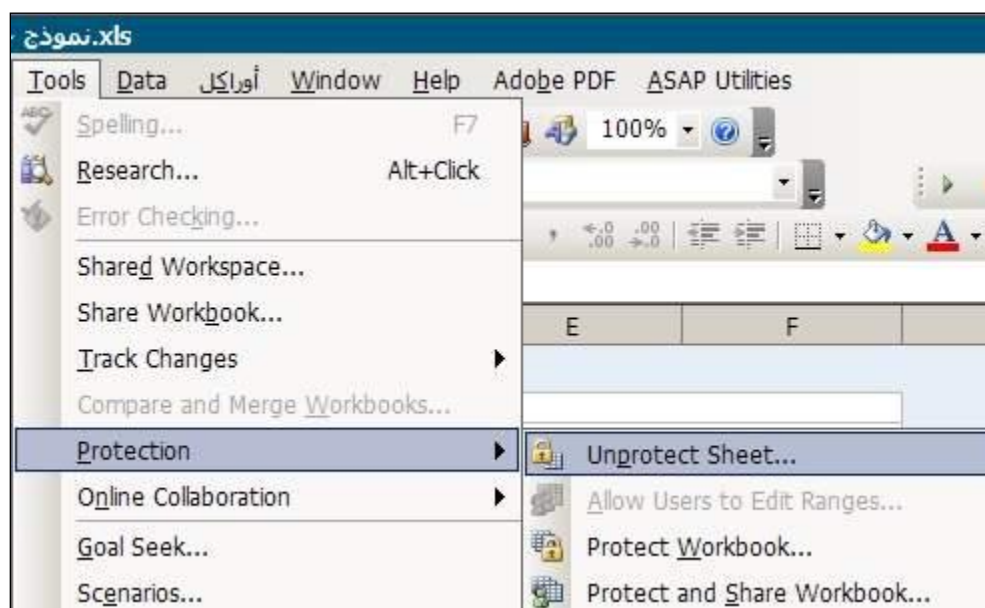 نموذج.xls
Tools Data أوراكل Window Help Adobe PDF ASAP Utilities
Spelling... F7
100%
Research... Alt+Click
Error Checking...
Shared Workspace...
Share Workbook...
E F
Track Changes
Compare and Merge Workbooks...
Protection
Unprotect Sheet...
Online Collaboration
Allow Users to Edit Ranges...
Goal Seek...
Protect Workbook...
Scenarios...
Protect and Share Workbook...